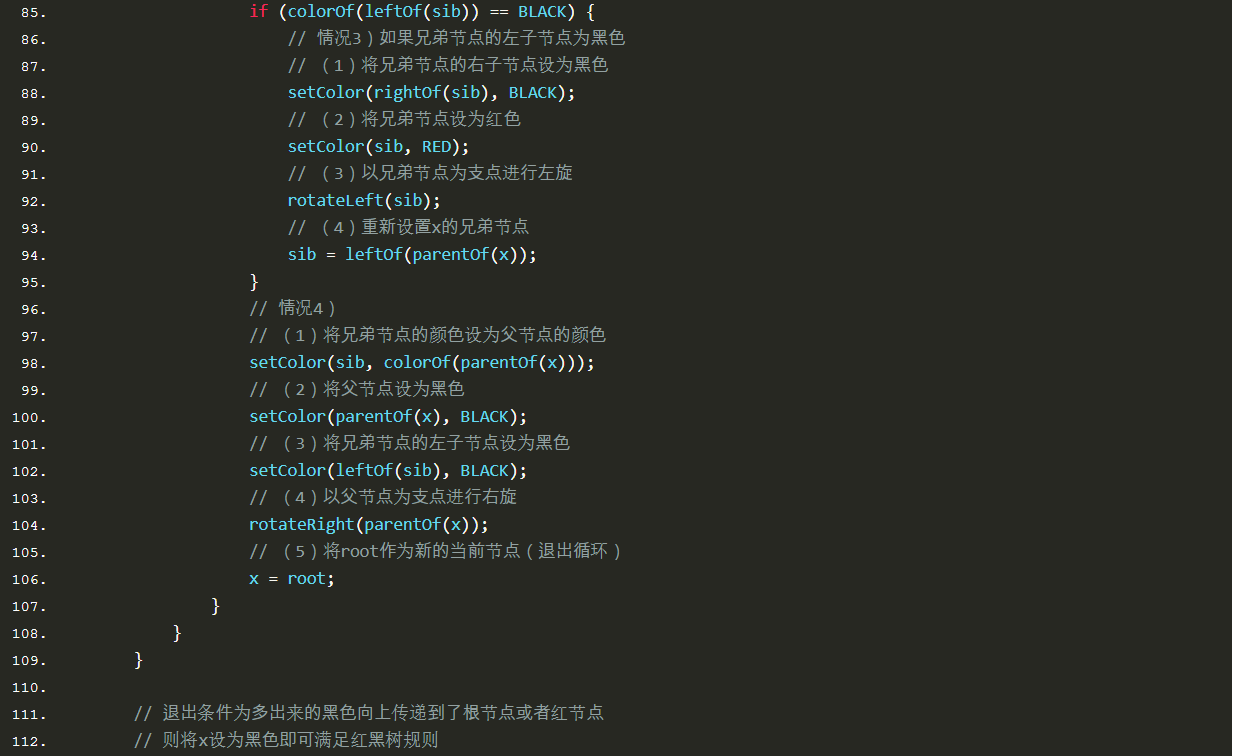 85. if (colorOf(leftOf(sib)) == BLACK) {
86. // 情况3）如果兄弟节点的左子节点为黑色
87. // （1）将兄弟节点的右子节点设为黑色
88. setColor(rightOf(sib), BLACK);
89. // （2）将兄弟节点设为红色
90. setColor(sib, RED);
91. // （3）以兄弟节点为支点进行左旋
92. rotateLeft(sib);
93. // （4）重新设置x的兄弟节点
94. sib = leftOf(parentOf(x));
95. }
96. // 情况4）
97. // （1）将兄弟节点的颜色设为父节点的颜色
98. setColor(sib, colorOf(parentOf(x)));
99. // （2）将父节点设为黑色
100. setColor(parentOf(x), BLACK);
101. // （3）将兄弟节点的左子节点设为黑色
102. setColor(leftOf(sib), BLACK);
103. // （4）以父节点为支点进行右旋
104. rotateRight(parentOf(x));
105. // （5）将root作为新的当前节点（退出循环）
106. x = root;
107. }
108. }
109. }
110.
111. // 退出条件为多出来的黑色向上传递到了根节点或者红节点
112. // 则将x设为黑色即可满足红黑树规则